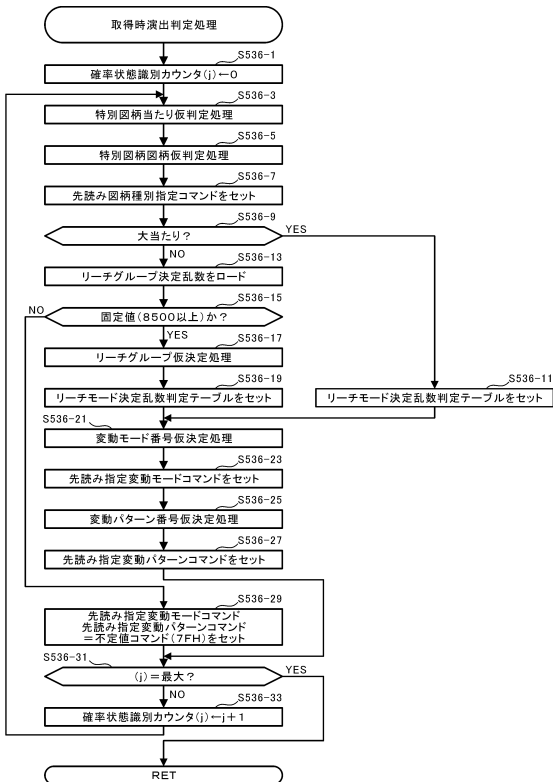 取得時演出判定処理
S536-1
確率状態識別カウンタ(j)←0
S536-3
特別図柄当たり仮判定処理
S536-5
特別図柄図柄仮判定処理
S536-7
先読み図柄種別指定コマンドをセット
S536-9
大当たり?
YES
NO
S536-13
リーチグループ決定乱数をロード
S536-15
NO
固定値(8500以上)か?
YES
S536-17
リーチグループ仮決定処理
S536-19
リーチモード決定乱数判定テーブルをセット
S536-11
リーチモード決定乱数判定テーブルをセット
S536-21
変動モード番号仮決定処理
S536-23
先読み指定変動モードコマンドをセット
S536-25
変動パターン番号仮決定処理
S536-27
先読み指定変動パターンコマンドをセット
S536-29
先読み指定変動モードコマンド
先読み指定変動パターンコマンド
=不定値コマンド(7FH)をセット
S536-31
(j)=最大?
YES
NO
S536-33
確率状態識別カウンタ(j)←j+1
RET